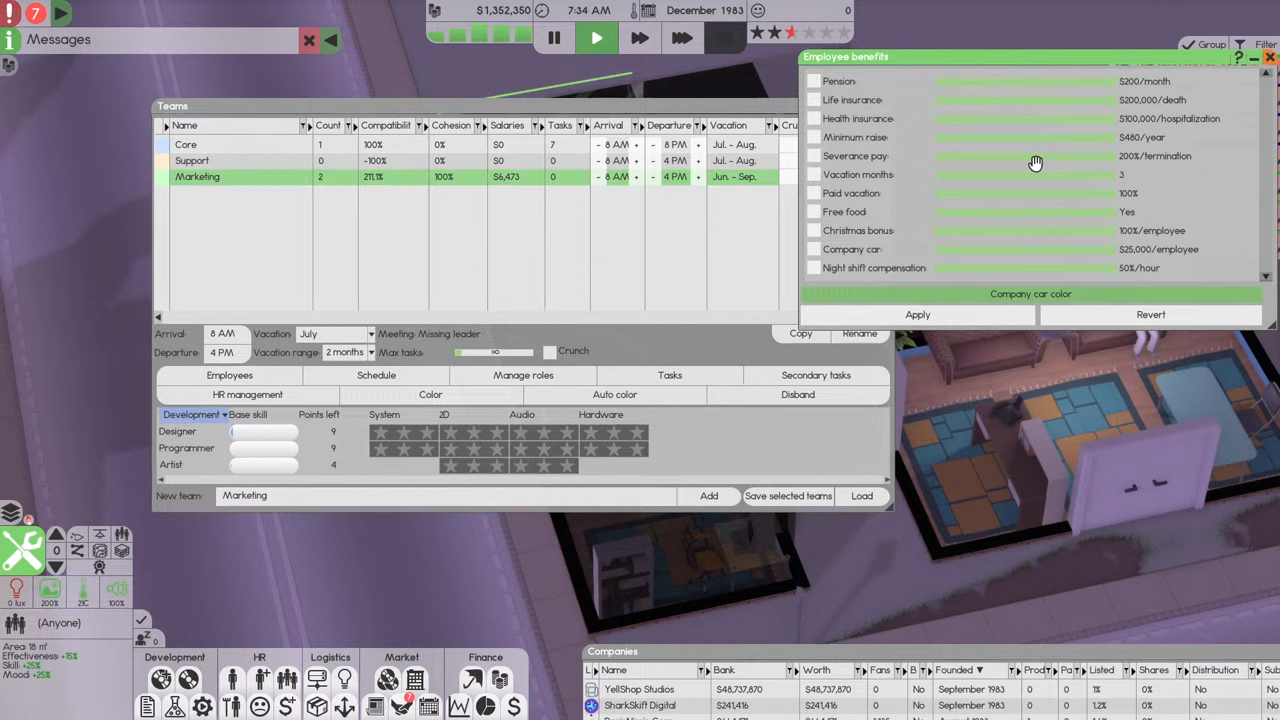 7
$1,352,350 7:34 AM December 1983 0
Messages
Group Filter
Employee benefits
?
Pension: $200/month
Life insurance: $200,000/death
Health insurance: $100,000/hospitalization
Minimum raise: $480/year
Severance pay: 200%/termination
Vacation months: 3
Paid vacation: 100%
Free food: Yes
Christmas bonus: 100%/employee
Company car: $25,000/employee
Night shift compensation: 50%/hour
Company car color
Apply Revert
Teams
Name Count Compatibilit Cohesion Salaries Tasks Arrival Departure Vacation Cru
Core 1 100% 0% $0 7 - 8 AM + - 8 PM + Jul. - Aug.
Support 0 -100% 0% $0 0 - 8 AM + - 4 PM + Jul. - Aug.
Marketing 2 211.1% 100% $6,473 0 - 8 AM + - 4 PM + Jun. - Sep.
Arrival: 8 AM Vacation: July Meeting: Missing leader Copy Rename
Departure: 4 PM Vacation range: 2 months Max tasks: ∞ Crunch
Employees Schedule Manage roles Tasks Secondary tasks
HR management Color Auto color Disband
Development Base skill Points left System 2D Audio Hardware
Designer 9
Programmer 9
Artist 4
New team: Marketing Add Save selected teams Load
0
0 lux 200% 21C 100%
(Anyone)
Z 0
Area: 18 m²
Effectiveness: +15%
Skill: +25%
Mood: +25%
Development HR Logistics Market Finance
7
Companies
L Name Bank Worth Fans B Founded Prod Pa Listed Shares Distribution Sub
YellShop Studios $48,737,870 $48,737,870 0 No September 1983 0 0 1% 0% No No
SharkSkift Digital $241,416 $241,416 0 No September 1983 0 0 1.2% 0% No No